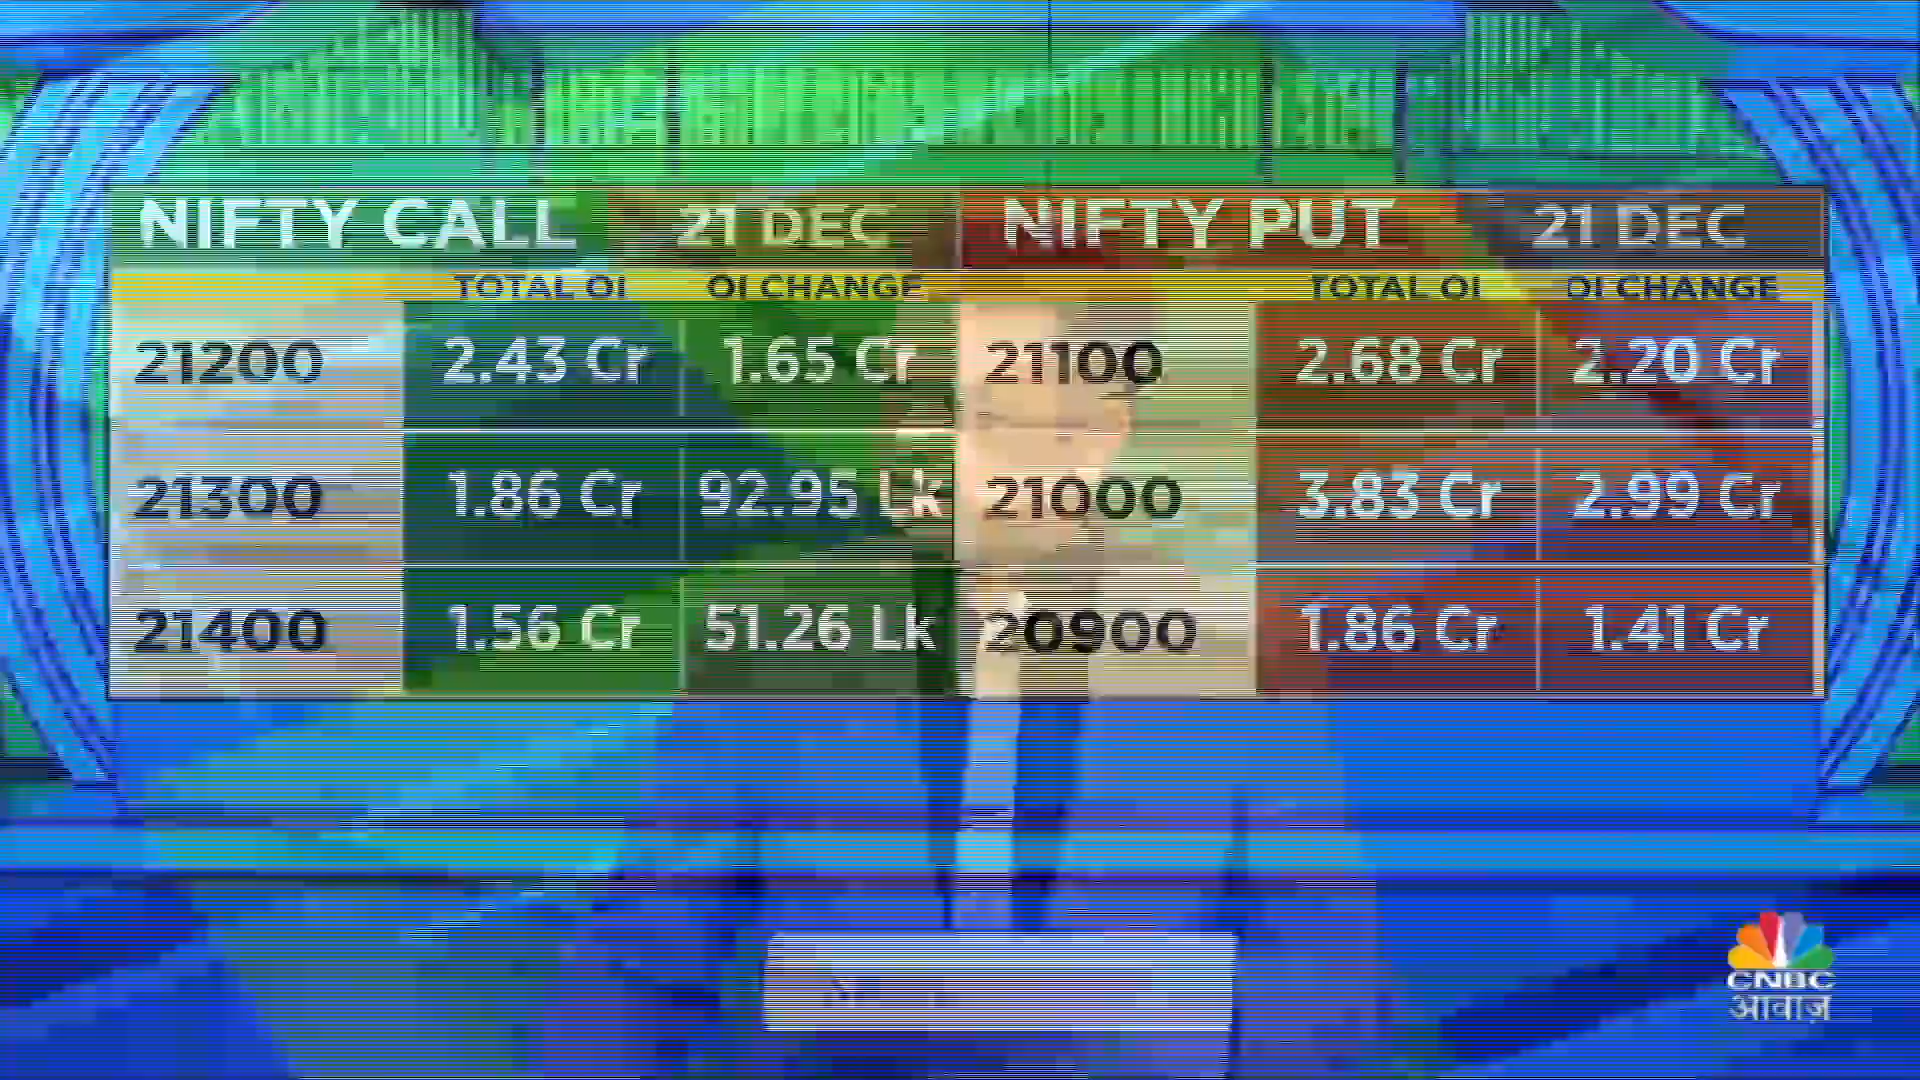 NIFTY CALL 21 DEC NIFTY PUT 21 DEC
TOTAL OI OI CHANGE TOTAL OI OI CHANGE
21200 2.43 Cr 1.65 Cr 21100 2.68 Cr 2.20 Cr
21300 1.86 Cr 92.95 Lk 21000 3.83 Cr 2.99 Cr
21400 1.56 Cr 51.26 Lk 20900 1.86 Cr 1.41 Cr
CNBC
आवाज़